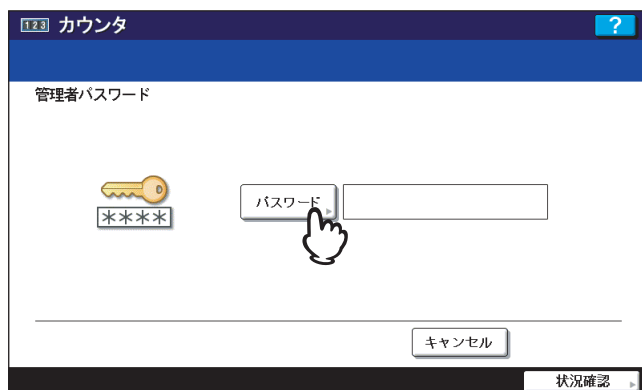 123 カウンタ
?
管理者パスワード
パスワード
****
キャンセル
状況確認